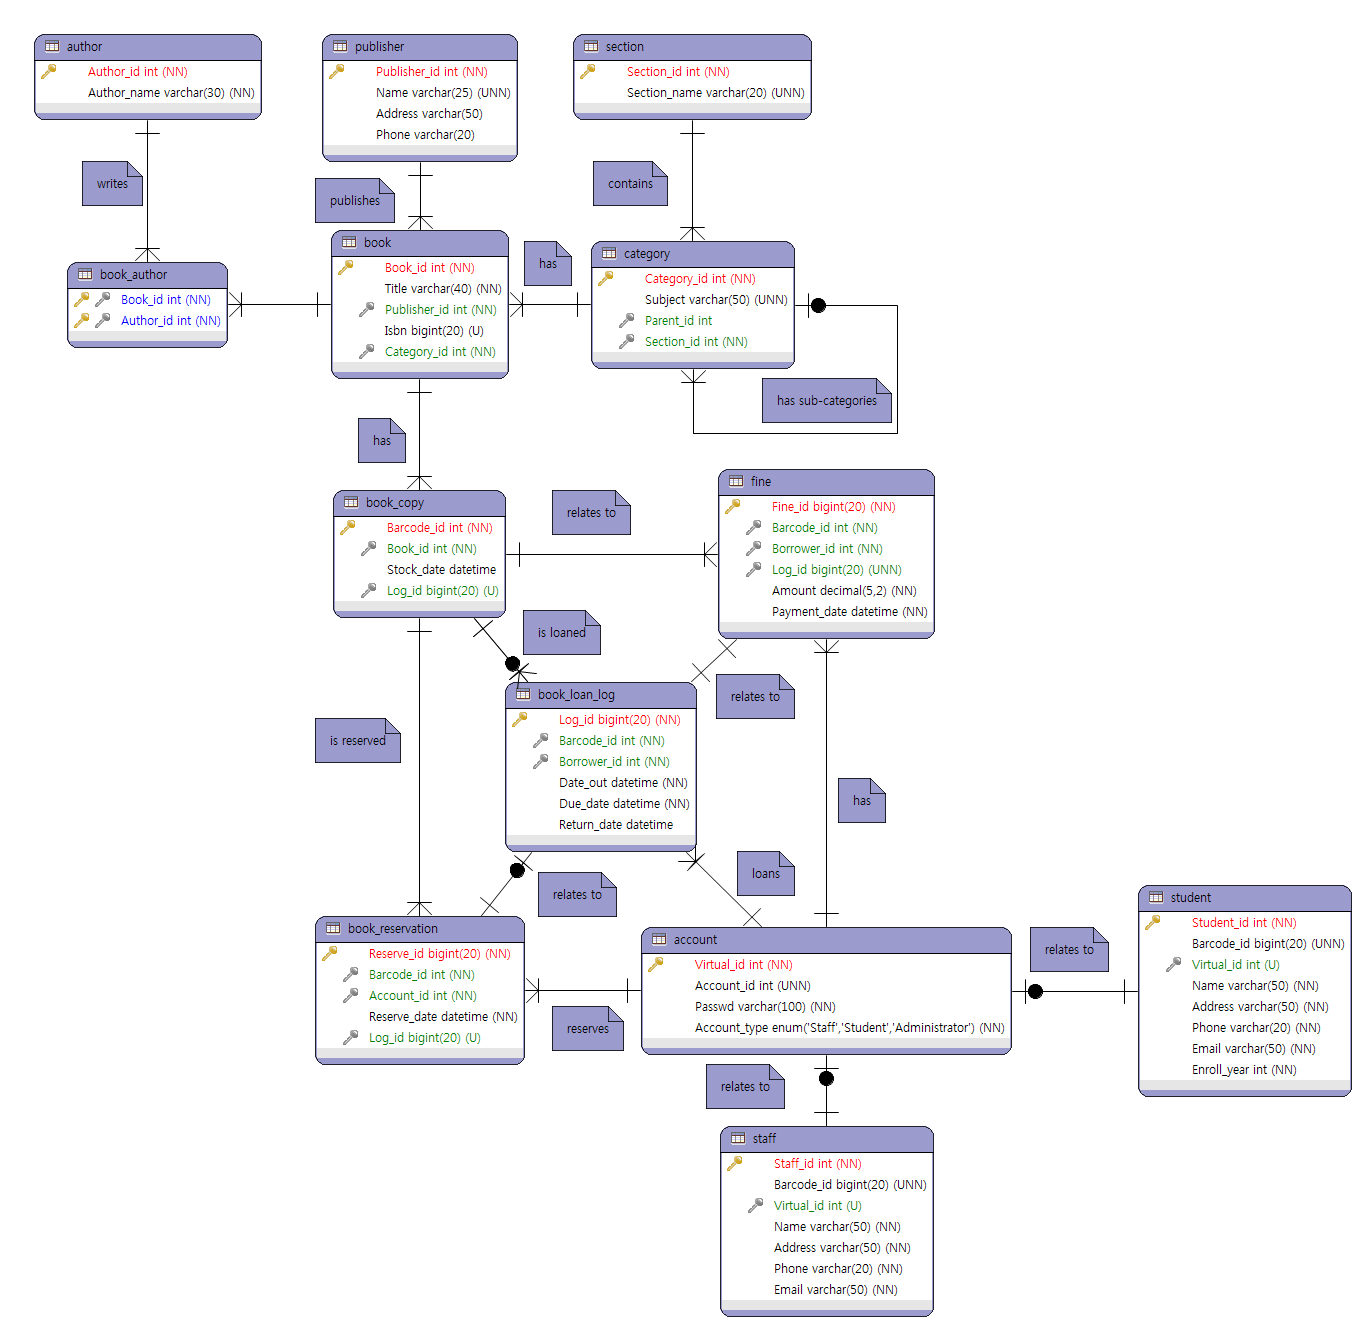 author
Author_id int (NN)
Author_name varchar(30) (NN)
publisher
Publisher_id int (NN)
Name varchar(25) (UNN)
Address varchar(50)
Phone varchar(20)
section
Section_id int (NN)
Section_name varchar(20) (UNN)
writes
publishes
contains
book_author
Book_id int (NN)
Author_id int (NN)
book
Book_id int (NN)
Title varchar(40) (NN)
Publisher_id int (NN)
Isbn bigint(20) (U)
Category_id int (NN)
has
category
Category_id int (NN)
Subject varchar(50) (UNN)
Parent_id int
Section_id int (NN)
has sub-categories
has
book_copy
Barcode_id int (NN)
Book_id int (NN)
Stock_date datetime
Log_id bigint(20) (U)
relates to
fine
Fine_id bigint(20) (NN)
Barcode_id int (NN)
Borrower_id int (NN)
Log_id bigint(20) (UNN)
Amount decimal(5,2) (NN)
Payment_date datetime (NN)
is loaned
relates to
is reserved
book_loan_log
Log_id bigint(20) (NN)
Barcode_id int (NN)
Borrower_id int (NN)
Date_out datetime (NN)
Due_date datetime (NN)
Return_date datetime
has
loans
relates to
book_reservation
Reserve_id bigint(20) (NN)
Barcode_id int (NN)
Account_id int (NN)
Reserve_date datetime (NN)
Log_id bigint(20) (U)
reserves
account
Virtual_id int (NN)
Account_id int (UNN)
Passwd varchar(100) (NN)
Account_type enum('Staff','Student','Administrator') (NN)
relates to
student
Student_id int (NN)
Barcode_id bigint(20) (UNN)
Virtual_id int (U)
Name varchar(50) (NN)
Address varchar(50) (NN)
Phone varchar(20) (NN)
Email varchar(50) (NN)
Enroll_year int (NN)
relates to
staff
Staff_id int (NN)
Barcode_id bigint(20) (UNN)
Virtual_id int (U)
Name varchar(50) (NN)
Address varchar(50) (NN)
Phone varchar(20) (NN)
Email varchar(50) (NN)